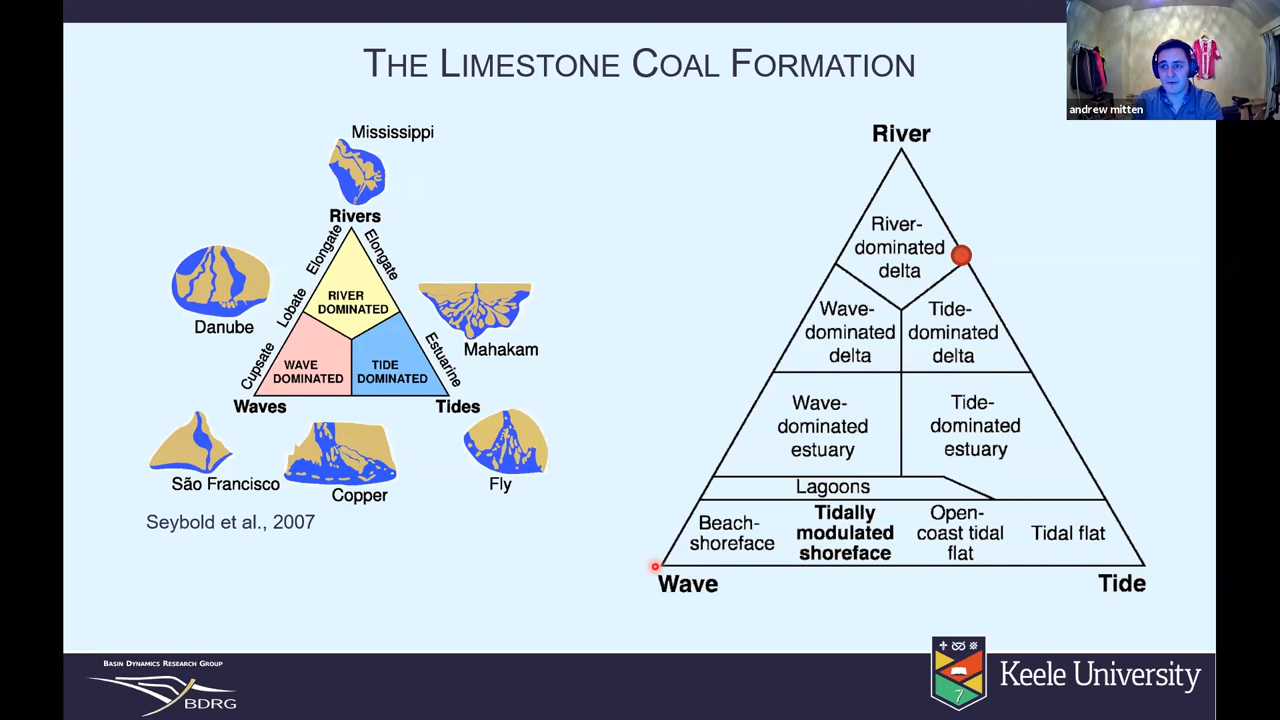 THE LIMESTONE COAL FORMATION
andrew mitten
Mississippi
Rivers
Elongate
Elongate
Lobate
Cuspate
Estuarine
RIVER
DOMINATED
WAVE
DOMINATED
TIDE
DOMINATED
Danube
Mahakam
Waves
Tides
São Francisco
Copper
Fly
Seybold et al., 2007
River
River-
dominated
delta
Wave-
dominated
delta
Tide-
dominated
delta
Wave-
dominated
estuary
Tide-
dominated
estuary
Lagoons
Beach-
shoreface
Tidally
modulated
shoreface
Open-
coast tidal
flat
Tidal flat
Wave
Tide
BASIN DYNAMICS RESEARCH GROUP
BDRG
Keele University